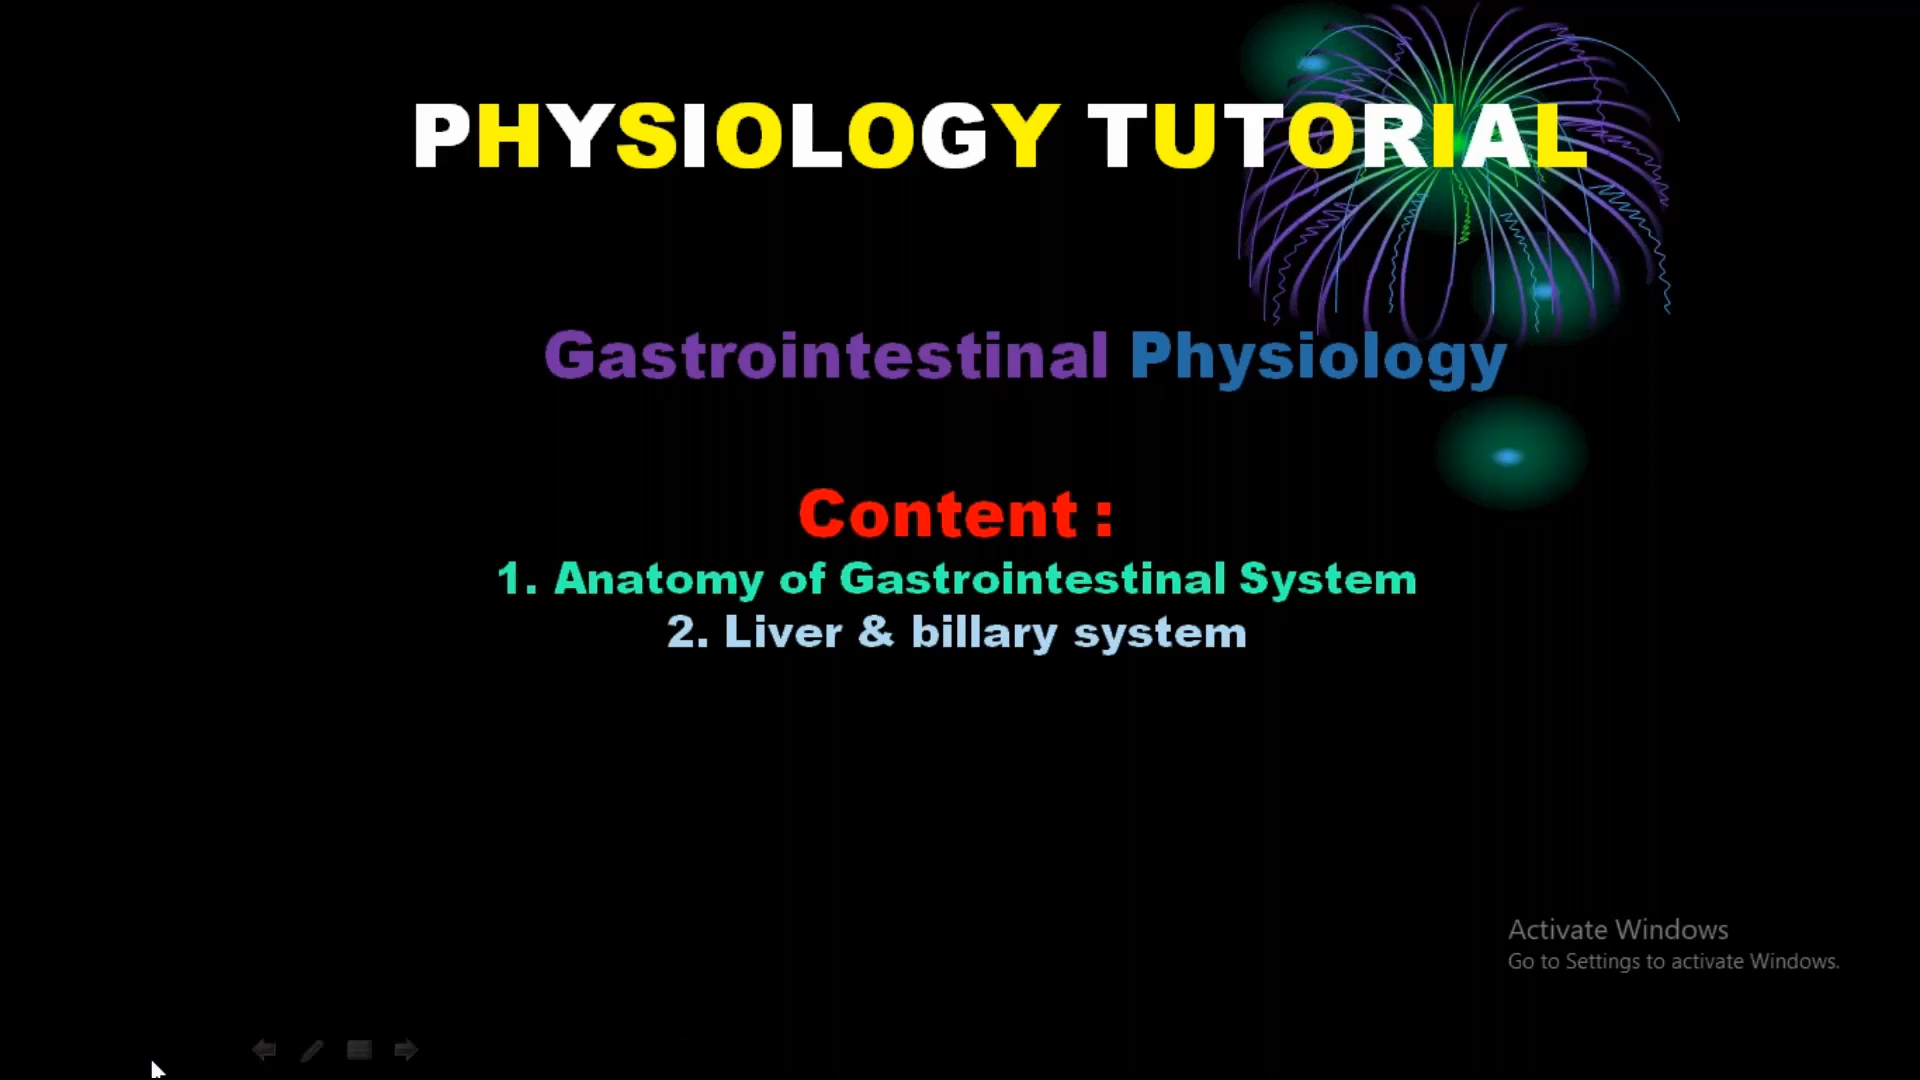 PHYSIOLOGY TUTORIAL
Gastrointestinal Physiology
Content :
1. Anatomy of Gastrointestinal System
2. Liver & billary system
Activate Windows
Go to Settings to activate Windows.